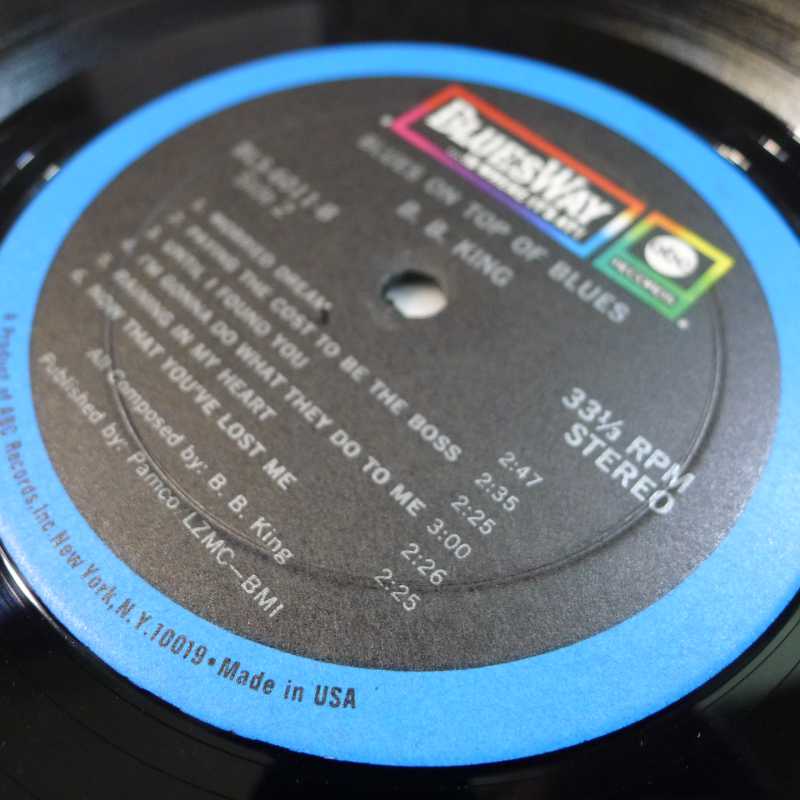 BLUESWAY
abc
RECORDS
BLUES ON TOP OF BLUES
B. B. KING
BLS-6011-B
Side 2
33⅓ RPM
STEREO
1. WORRIED DREAM 2:47
2. PAYING THE COST TO BE THE BOSS 2:35
3. UNTIL I FOUND YOU 2:25
4. I'M GONNA DO WHAT THEY DO TO ME 3:00
5. RAINING IN MY HEART 2:26
6. NOW THAT YOU'VE LOST ME 2:25
All Composed by: B. B. King
Published by: Pamco/LZMC—BMI
A Product of ABC Records, Inc. New York, N.Y. 10019 • Made in USA